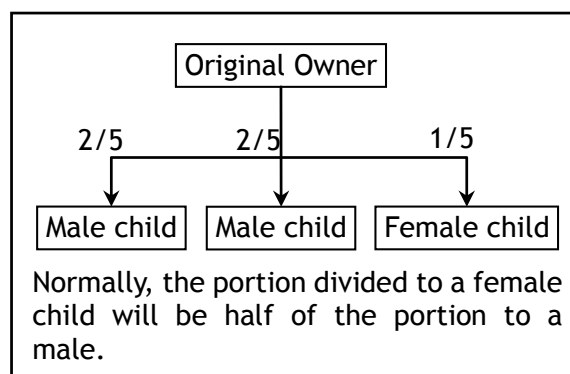 Original Owner
2/5 2/5 1/5
Male child Male child Female child
Normally, the portion divided to a female
child will be half of the portion to a
male.